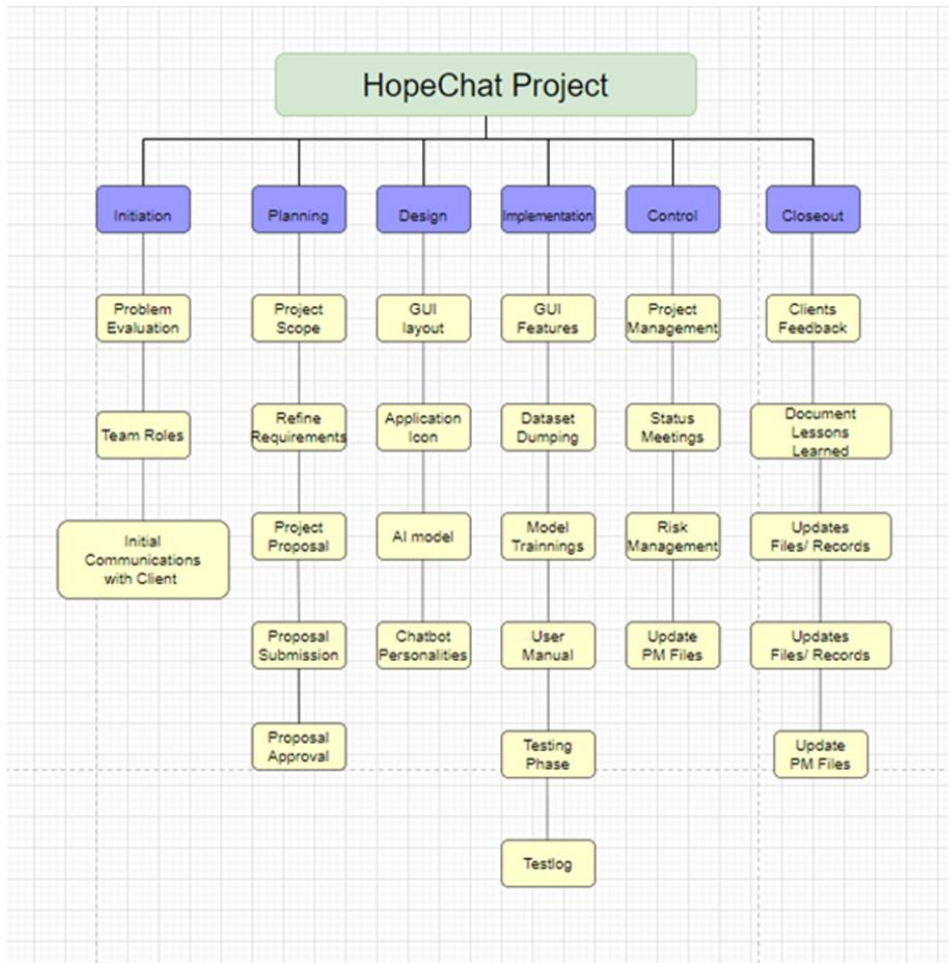 HopeChat Project
Initiation
Planning
Design
Implementation
Control
Closeout
Problem
Evaluation
Project
Scope
GUI
layout
GUI
Features
Project
Management
Clients
Feedback
Team Roles
Refine
Requirements
Application
Icon
Dataset
Dumping
Status
Meetings
Document
Lessons
Learned
Initial
Communications
with Client
Project
Proposal
AI model
Model
Trainnings
Risk
Management
Updates
Files/ Records
Proposal
Submission
Chatbot
Personalities
User
Manual
Update
PM Files
Updates
Files/ Records
Proposal
Approval
Testing
Phase
Update
PM Files
Testlog